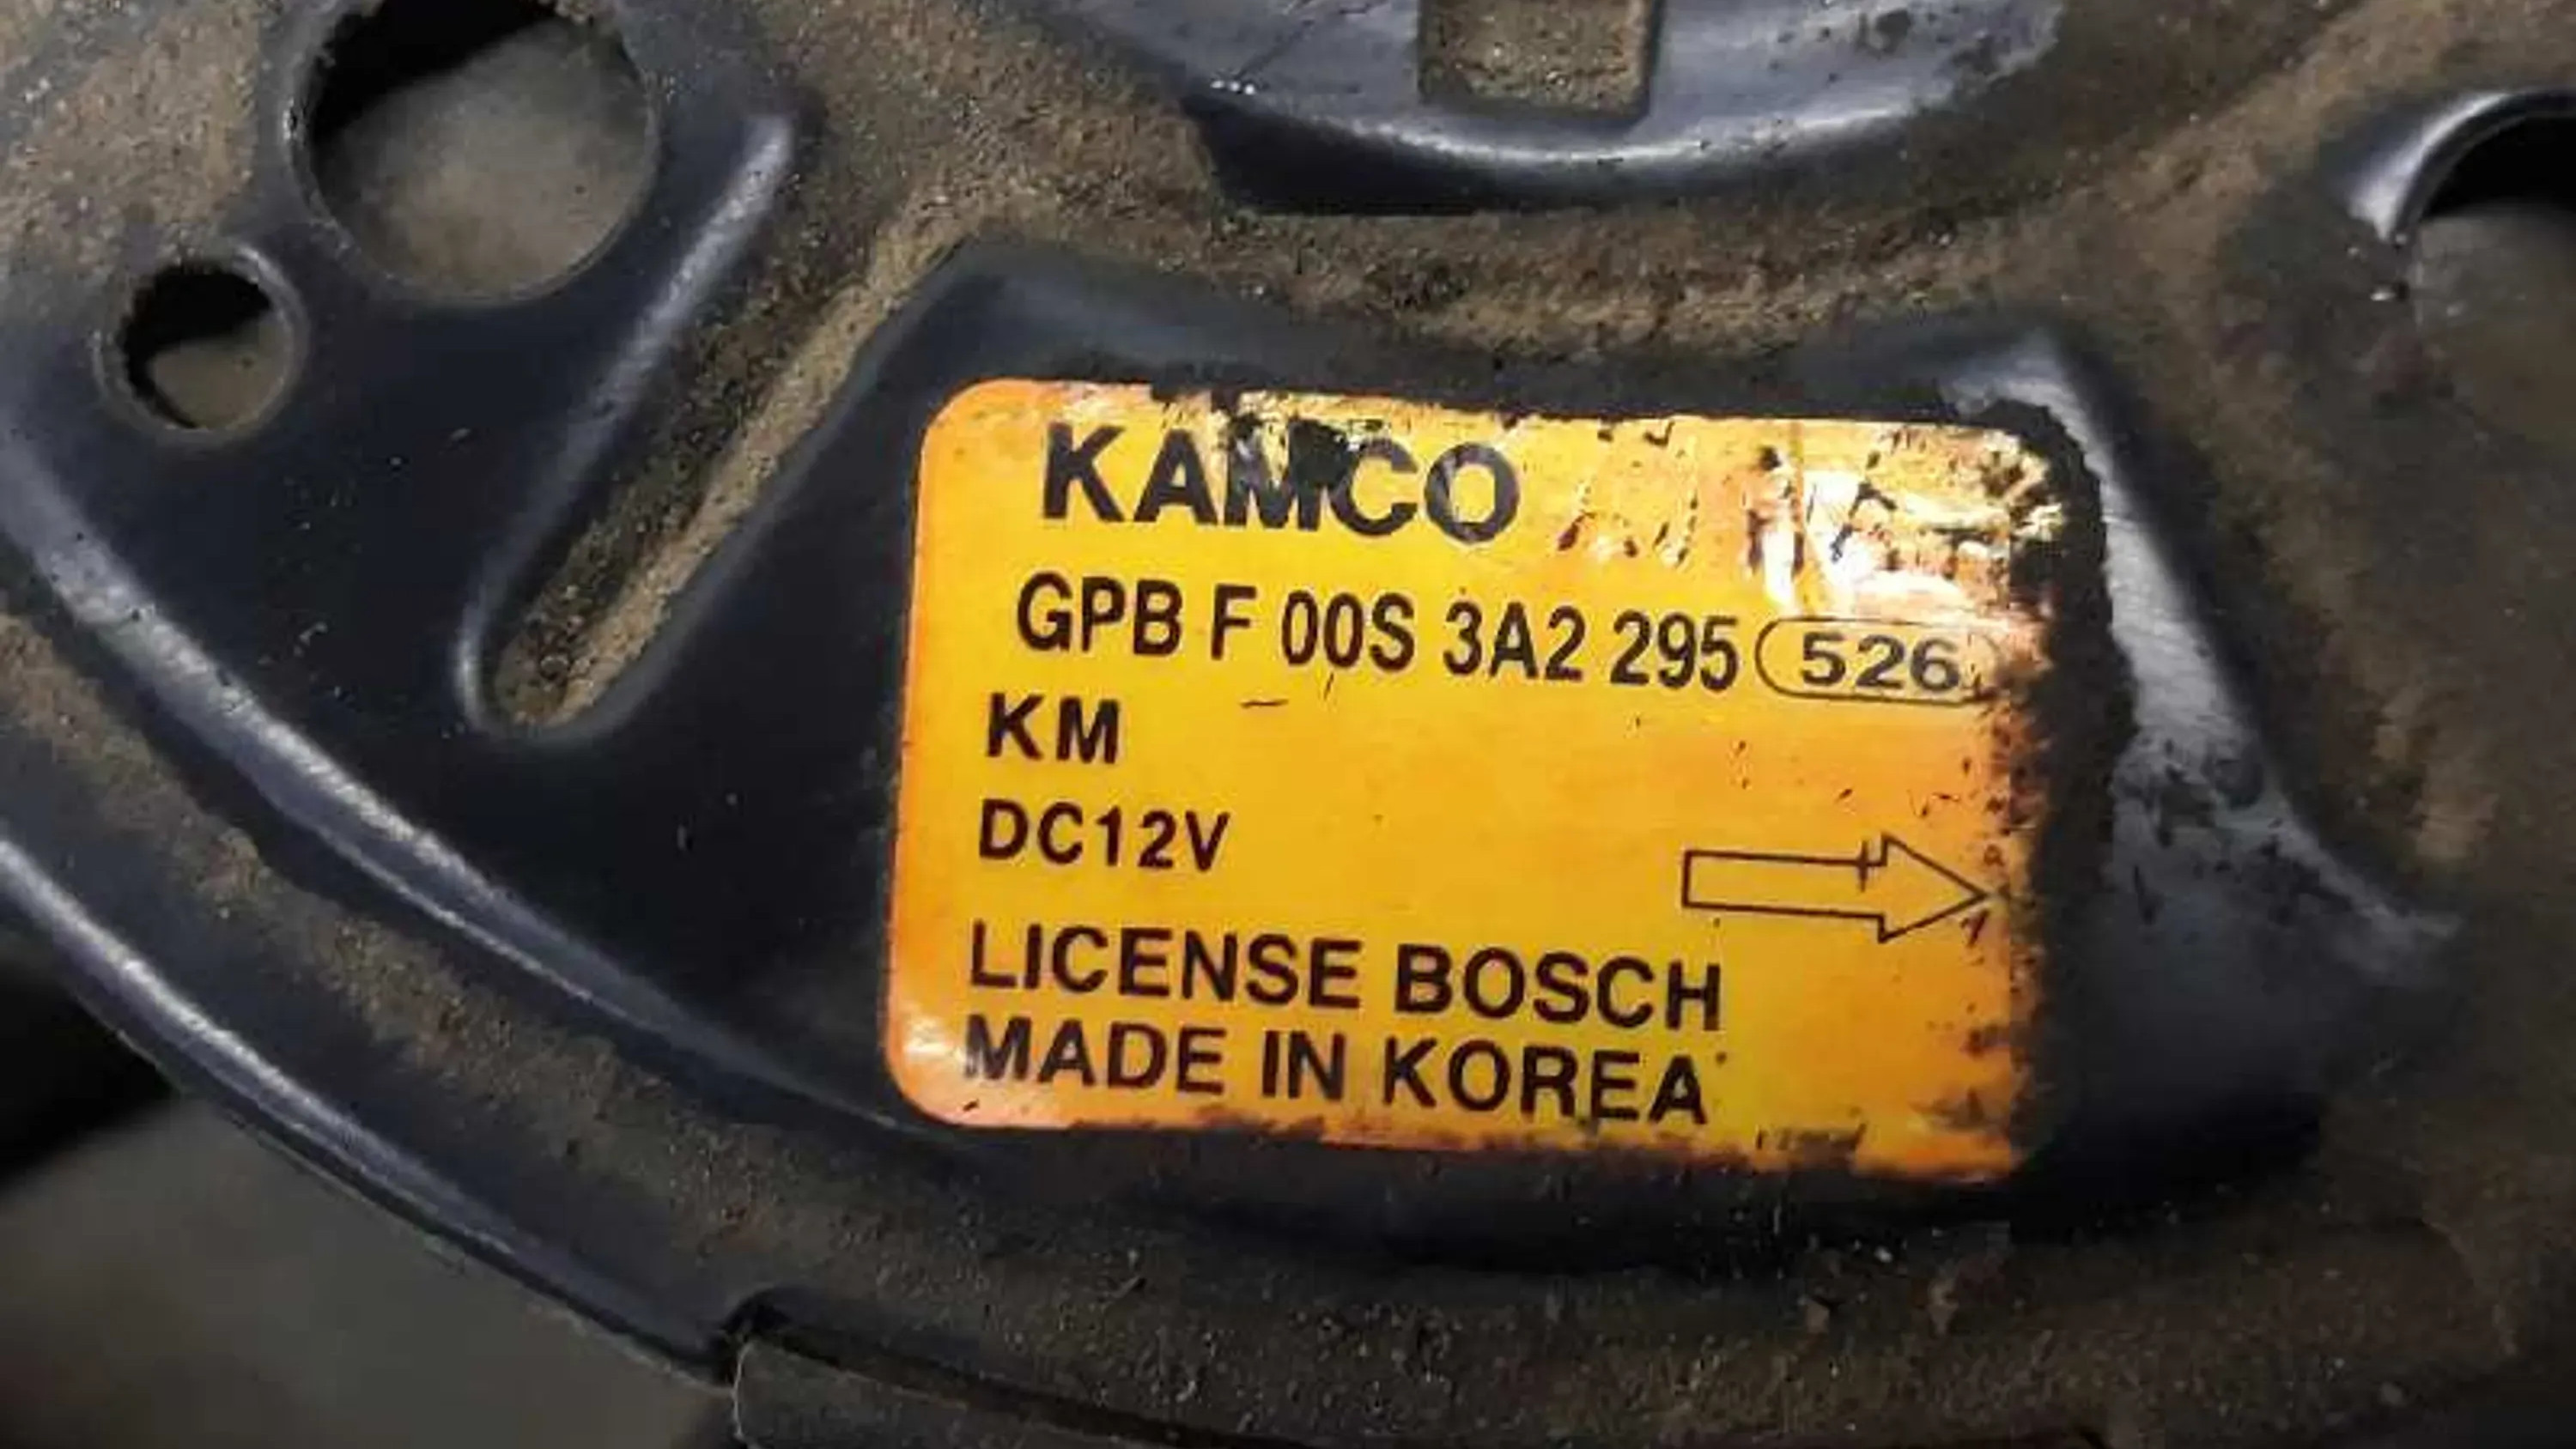 KAMCO
GPB F 00S 3A2 295 526
KM
DC12V
LICENSE BOSCH
MADE IN KOREA